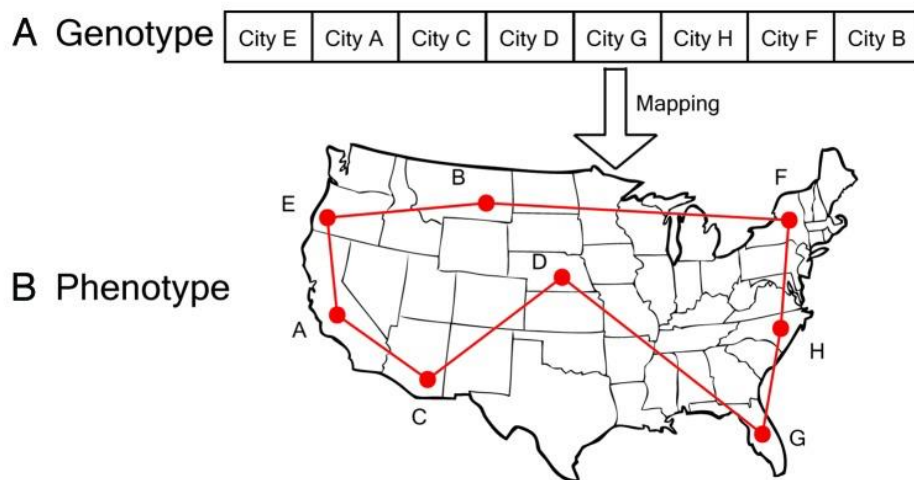 A Genotype City E City A City C City D City G City H City F City B
Mapping
B F
E
D
B Phenotype
A H
C G